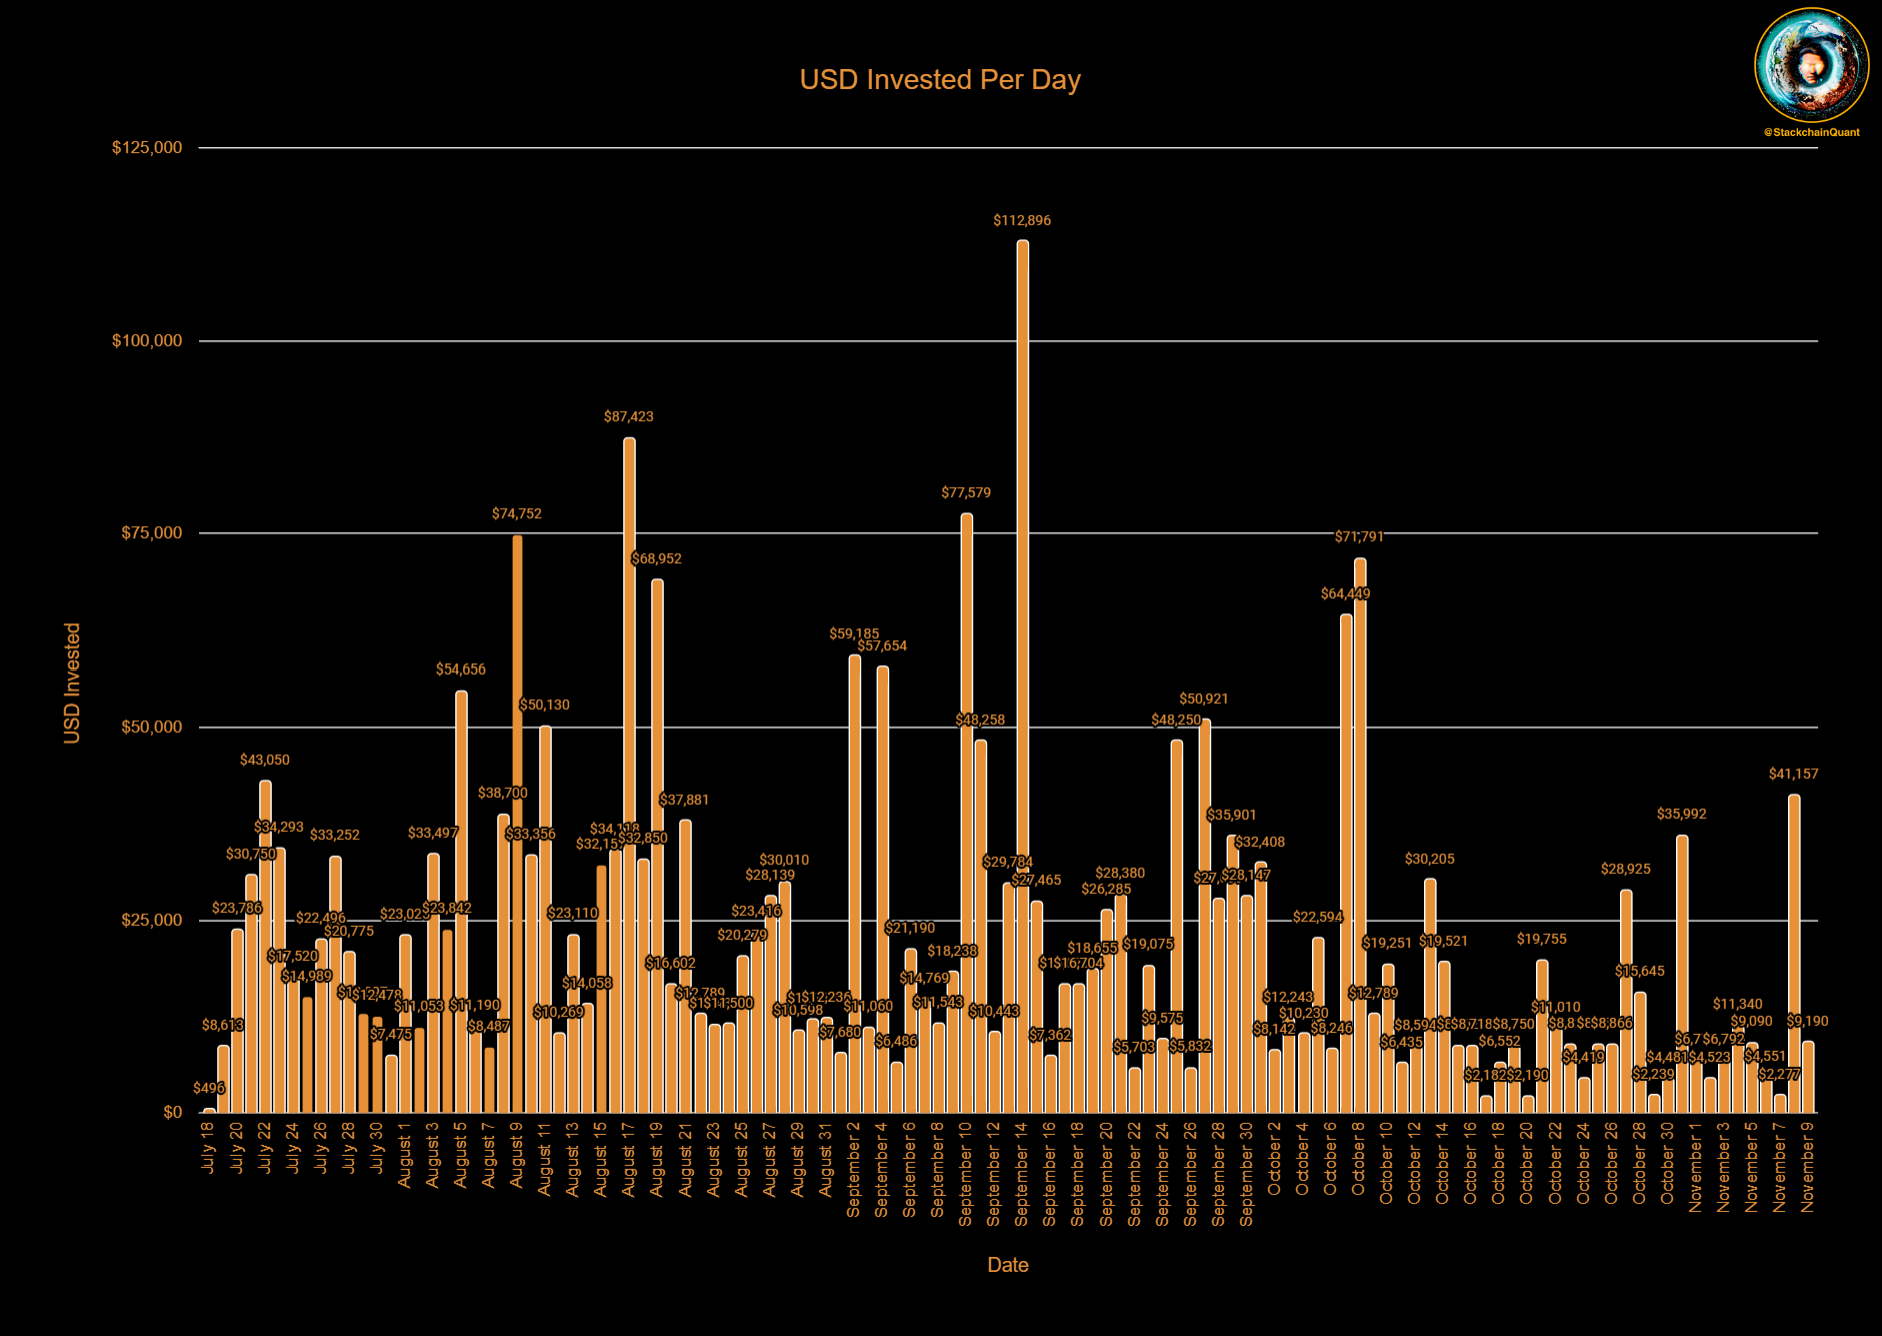 @StackchainQuant
USD Invested Per Day
$125,000
$100,000
$75,000
$50,000
$25,000
$0
USD Invested
$496
$8,613
$23,786
$30,750
$43,050
$34,293
$17,520
$14,989
$22,496
$33,252
$20,775
$12,478
$7,475
$23,023
$11,053
$33,497
$23,842
$54,656
$11,190
$8,487
$38,700
$74,752
$33,356
$50,130
$10,269
$23,110
$14,058
$34,118
$87,423
$32,850
$68,952
$16,602
$37,881
$12,789
$20,279
$23,416
$28,139
$30,010
$10,598
$12,236
$7,680
$59,185
$11,060
$57,654
$6,486
$21,190
$14,769
$11,543
$18,238
$77,579
$48,258
$10,443
$29,784
$112,896
$27,465
$7,362
$16,704
$18,655
$26,285
$28,380
$5,703
$19,075
$9,575
$48,250
$5,832
$50,921
$35,901
$28,147
$32,408
$8,142
$12,243
$10,230
$22,594
$8,246
$64,449
$71,791
$12,789
$19,251
$6,435
$8,594
$30,205
$19,521
$2,182
$6,552
$8,750
$2,190
$19,755
$11,010
$4,419
$28,925
$15,645
$2,239
$4,481
$35,992
$4,523
$6,792
$11,340
$9,090
$4,551
$2,277
$41,157
$9,190
July 18
July 20
July 22
July 24
July 26
July 28
July 30
August 1
August 3
August 5
August 7
August 9
August 11
August 13
August 15
August 17
August 19
August 21
August 23
August 25
August 27
August 29
August 31
September 2
September 4
September 6
September 8
September 10
September 12
September 14
September 16
September 18
September 20
September 22
September 24
September 26
September 28
September 30
October 2
October 4
October 6
October 8
October 10
October 12
October 14
October 16
October 18
October 20
October 22
October 24
October 26
October 28
October 30
November 1
November 3
November 5
November 7
November 9
Date